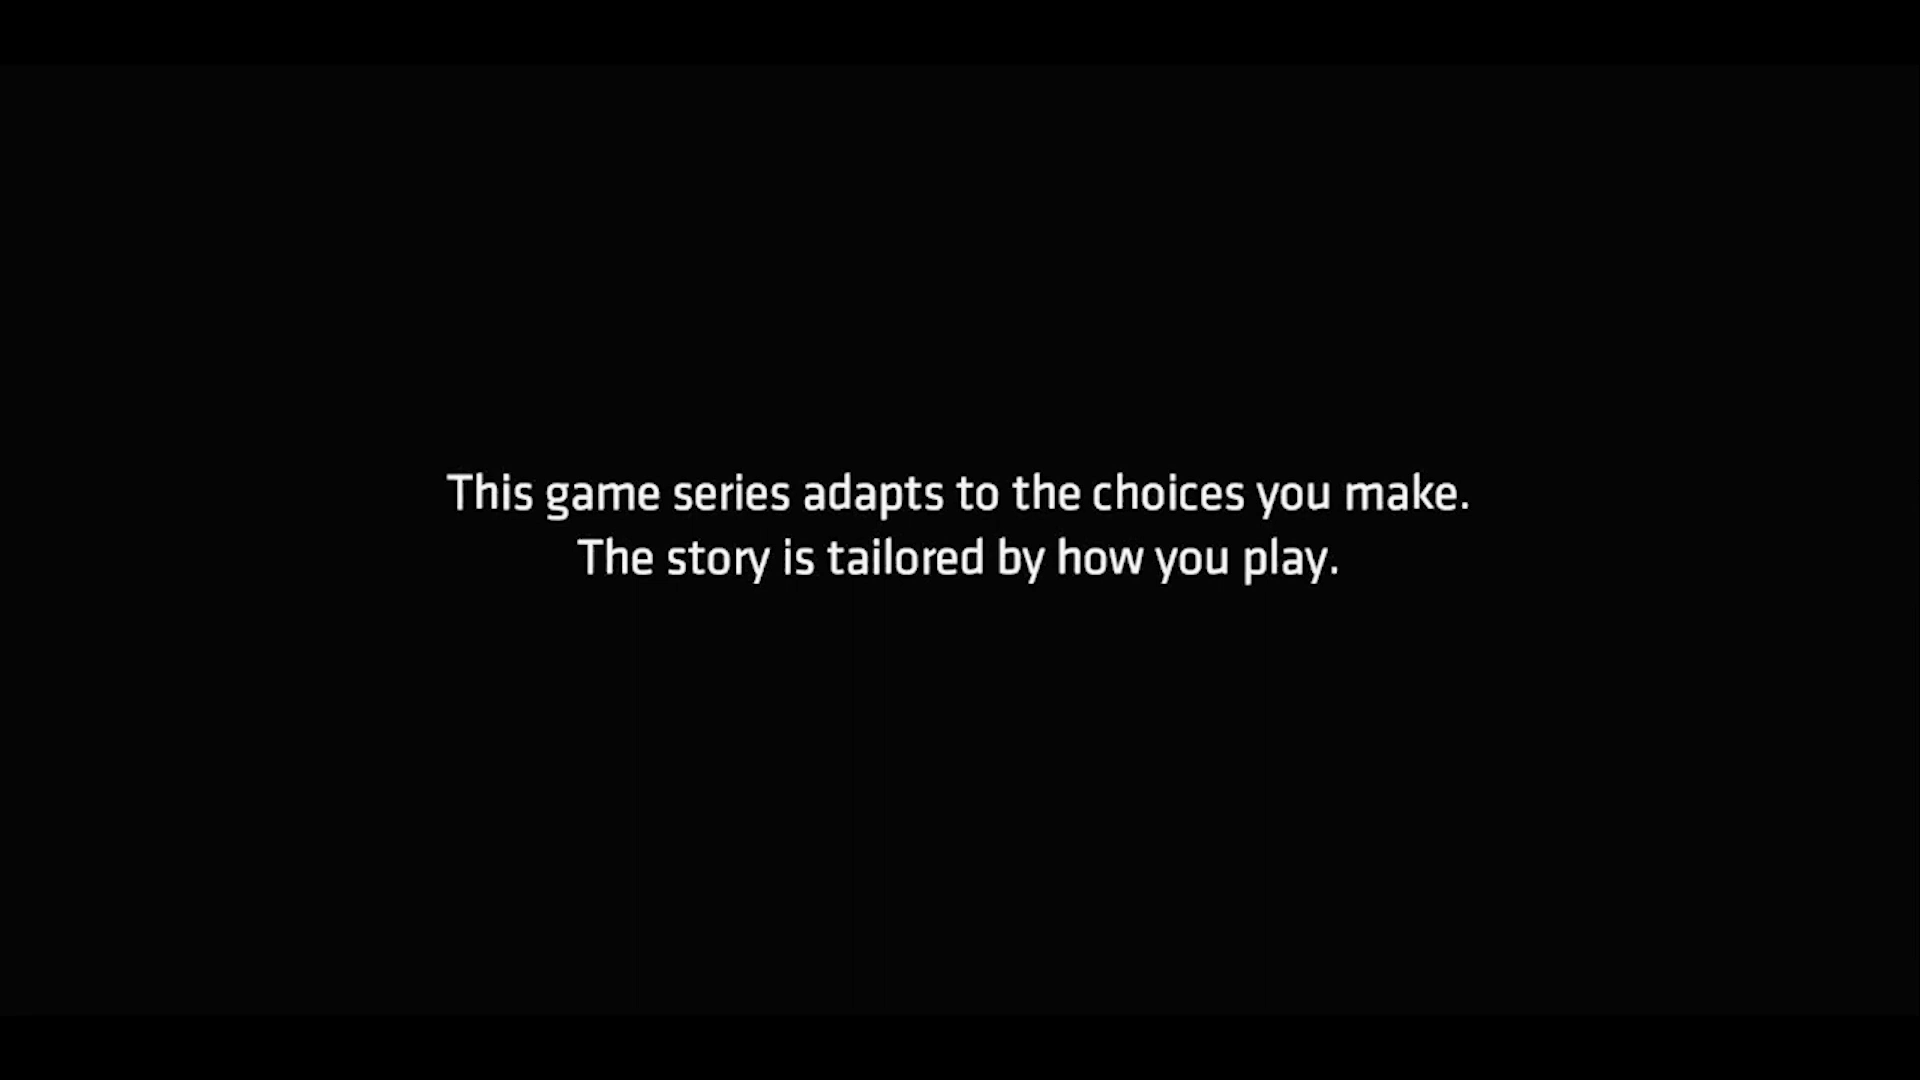 This game series adapts to the choices you make.
The story is tailored by how you play.